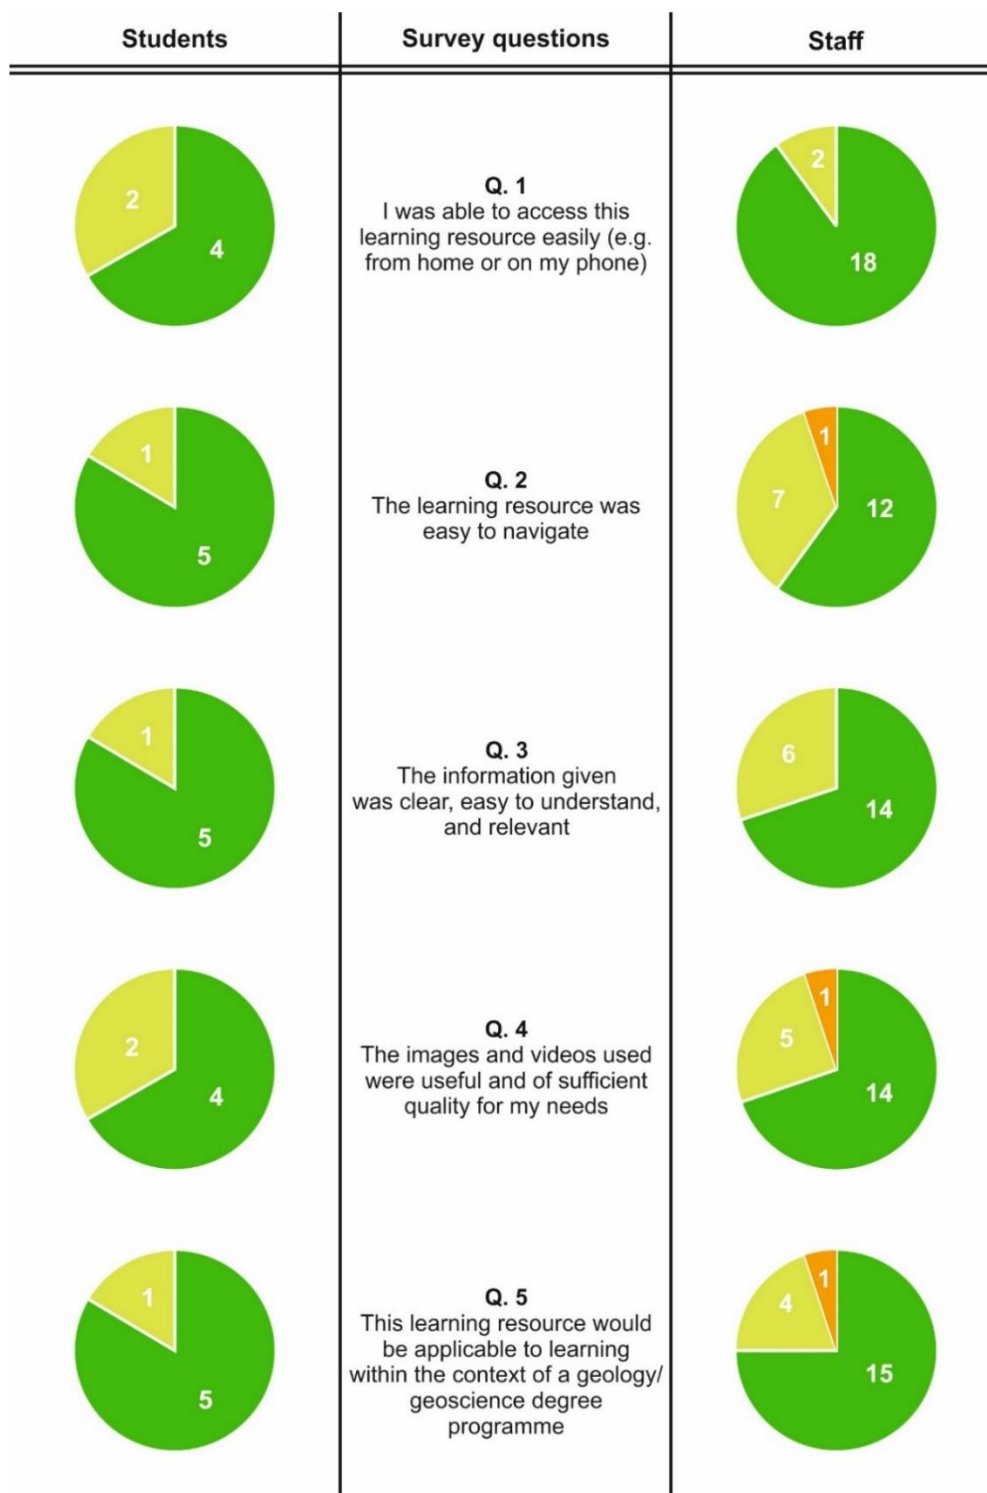 Students
Survey questions
Staff
2
4
Q. 1
I was able to access this
learning resource easily (e.g.
from home or on my phone)
2
18
1
5
Q. 2
The learning resource was
easy to navigate
1
7
12
1
5
Q. 3
The information given
was clear, easy to understand,
and relevant
6
14
2
4
Q. 4
The images and videos used
were useful and of sufficient
quality for my needs
1
5
14
1
5
Q. 5
This learning resource would
be applicable to learning
within the context of a geology/
geoscience degree
programme
1
4
15